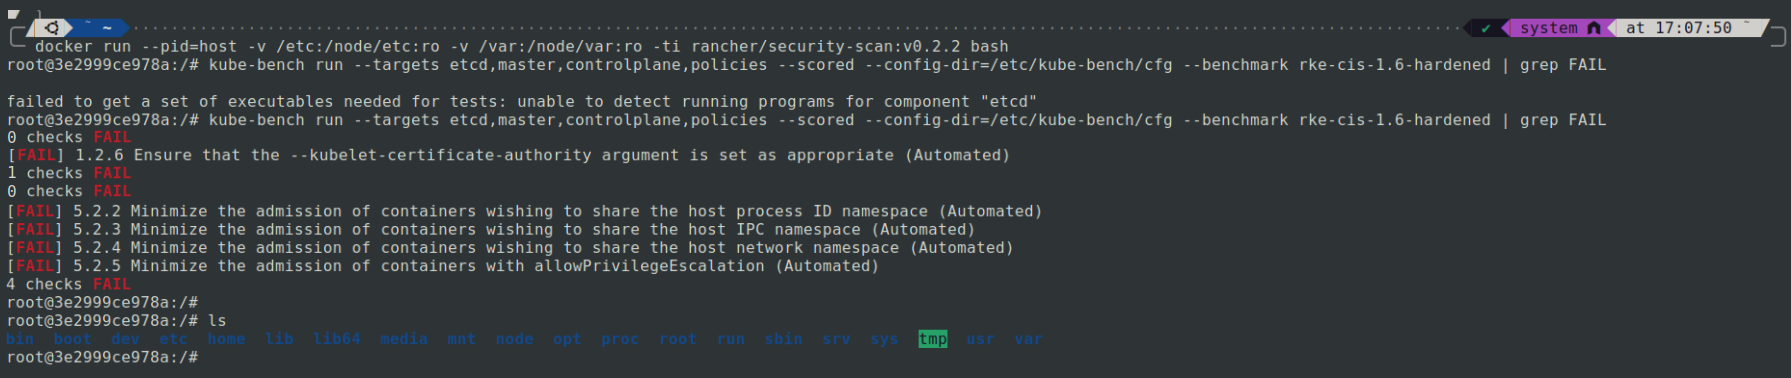 ~ ~ ✔ system at 17:07:50 ~
docker run --pid=host -v /etc:/node/etc:ro -v /var:/node/var:ro -ti rancher/security-scan:v0.2.2 bash
root@3e2999ce978a:/# kube-bench run --targets etcd,master,controlplane,policies --scored --config-dir=/etc/kube-bench/cfg --benchmark rke-cis-1.6-hardened | grep FAIL
failed to get a set of executables needed for tests: unable to detect running programs for component "etcd"
root@3e2999ce978a:/# kube-bench run --targets etcd,master,controlplane,policies --scored --config-dir=/etc/kube-bench/cfg --benchmark rke-cis-1.6-hardened | grep FAIL
0 checks FAIL
[FAIL] 1.2.6 Ensure that the --kubelet-certificate-authority argument is set as appropriate (Automated)
1 checks FAIL
0 checks FAIL
[FAIL] 5.2.2 Minimize the admission of containers wishing to share the host process ID namespace (Automated)
[FAIL] 5.2.3 Minimize the admission of containers wishing to share the host IPC namespace (Automated)
[FAIL] 5.2.4 Minimize the admission of containers wishing to share the host network namespace (Automated)
[FAIL] 5.2.5 Minimize the admission of containers with allowPrivilegeEscalation (Automated)
4 checks FAIL
root@3e2999ce978a:/#
root@3e2999ce978a:/# ls
bin boot dev etc home lib lib64 media mnt node opt proc root run sbin srv sys tmp usr var
root@3e2999ce978a:/#